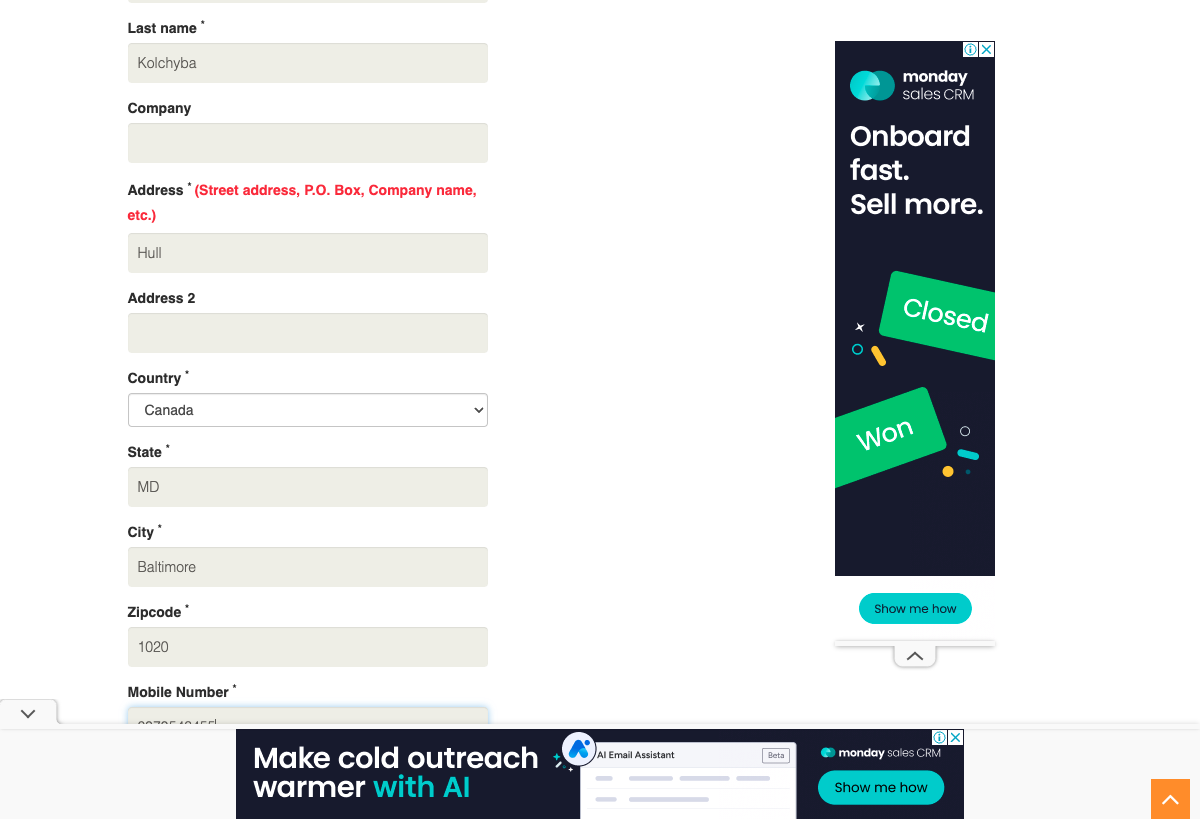 Last name *
Kolchyba
Company
Address * (Street address, P.O. Box, Company name,
etc.)
Hull
Address 2
Country *
Canada
State *
MD
City *
Baltimore
Zipcode *
1020
Mobile Number *
monday
sales CRM
Onboard
fast.
Sell more.
Closed
Won
Show me how
Make cold outreach
warmer with AI
AI Email Assistant
Beta
monday sales CRM
Show me how